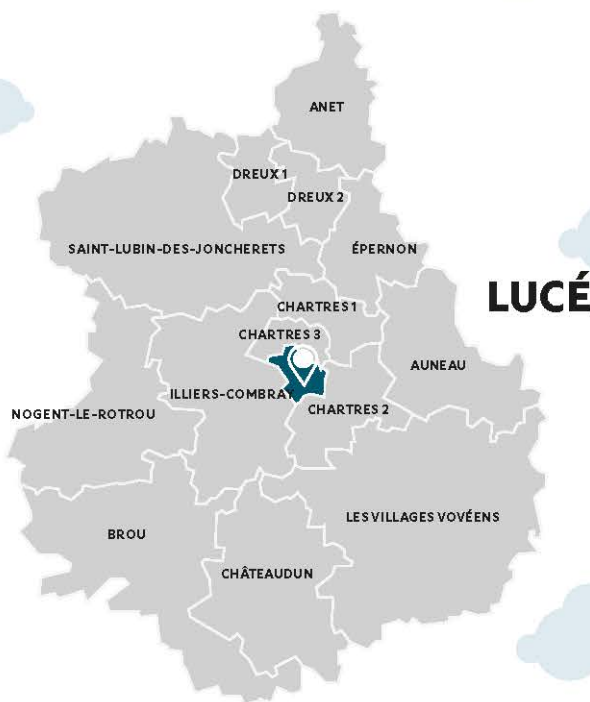 ANET
DREUX 1
DREUX 2
SAINT-LUBIN-DES-JONCHERETS
ÉPERNON
LUCÉ
CHARTRES 1
CHARTRES 3
AUNEAU
ILLIERS-COMBRAY
NOGENT-LE-ROTROU
CHARTRES 2
LES VILLAGES VOVÉENS
BROU
CHÂTEAUDUN